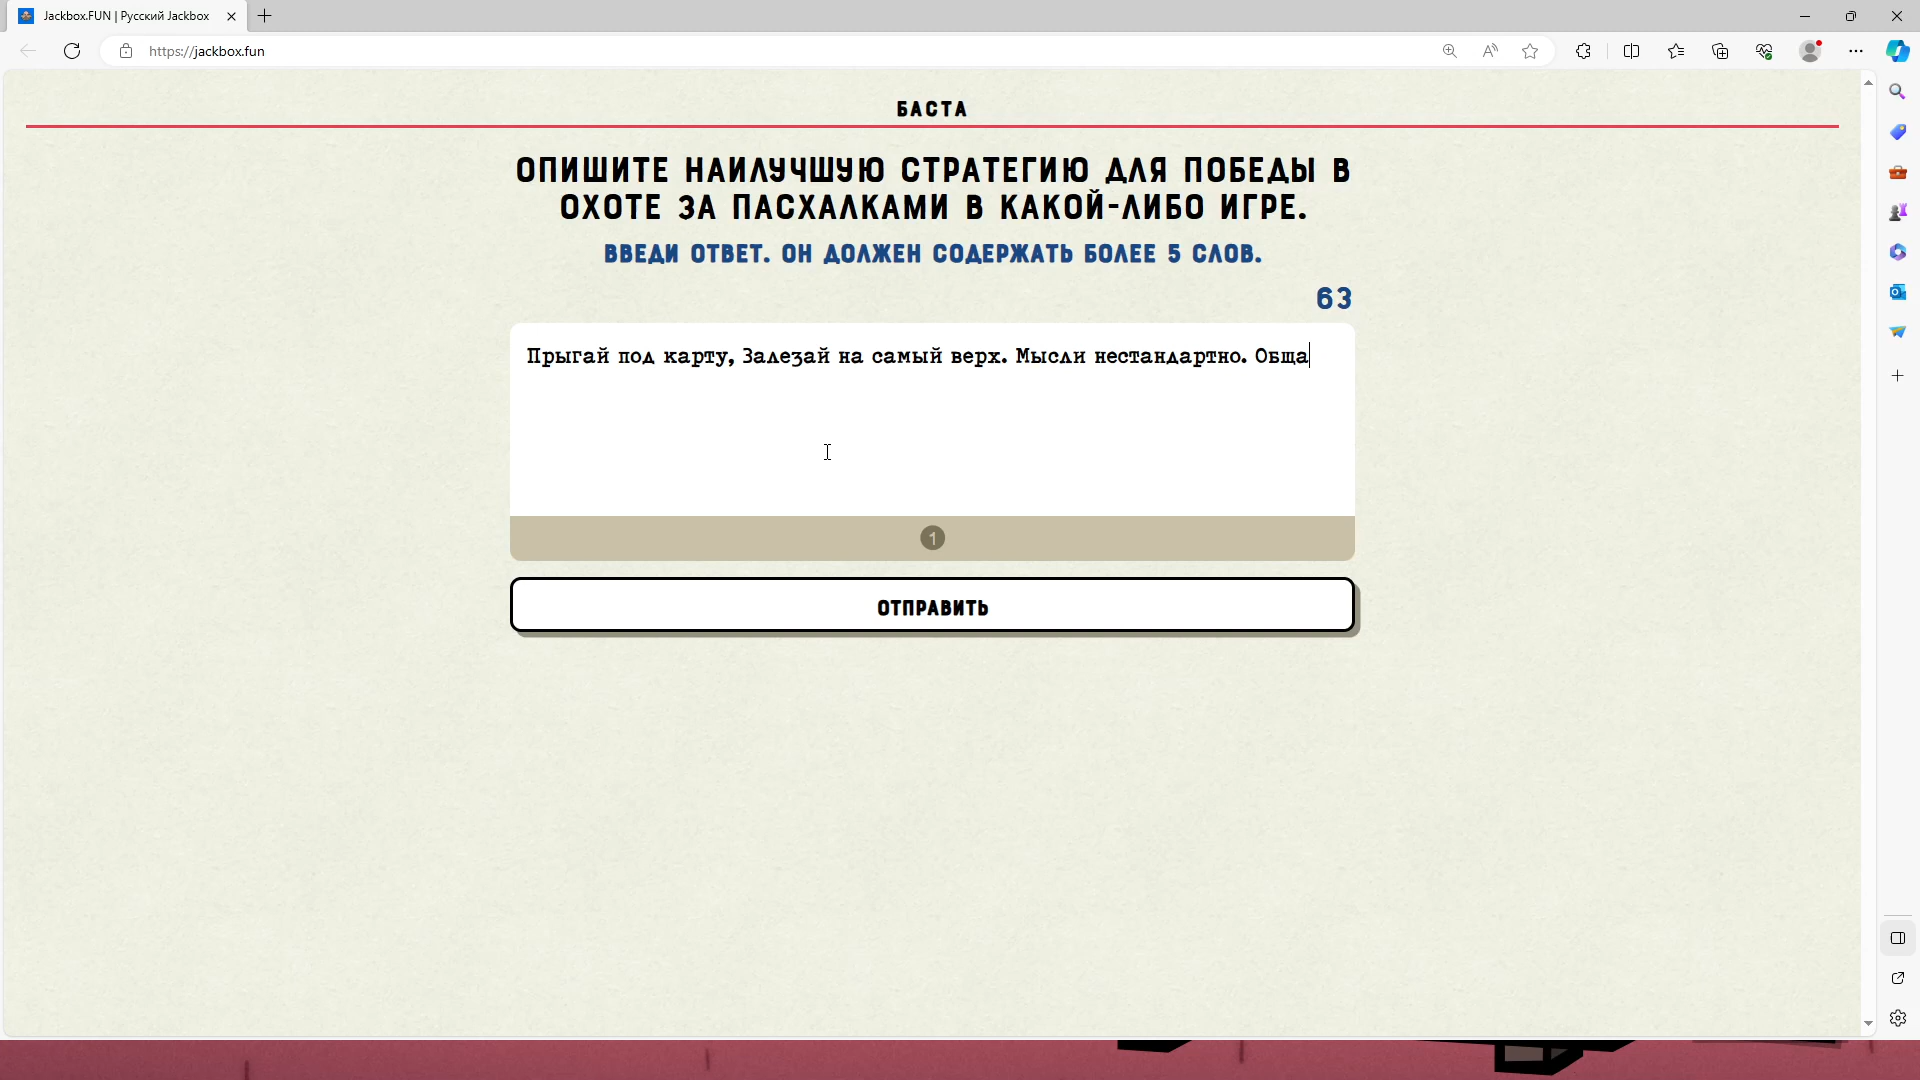 Jackbox.FUN | Русский Jackbox
https://jackbox.fun
БАСТА
ОПИШИТЕ НАИЛУЧШУЮ СТРАТЕГИЮ ДЛЯ ПОБЕДЫ В
ОХОТЕ ЗА ПАСХАЛКАМИ В КАКОЙ-ЛИБО ИГРЕ.
ВВЕДИ ОТВЕТ. ОН ДОЛЖЕН СОДЕРЖАТЬ БОЛЕЕ 5 СЛОВ.
63
Прыгай под карту, Залезай на самый верх. Мысли нестандартно. Обща
1
ОТПРАВИТЬ